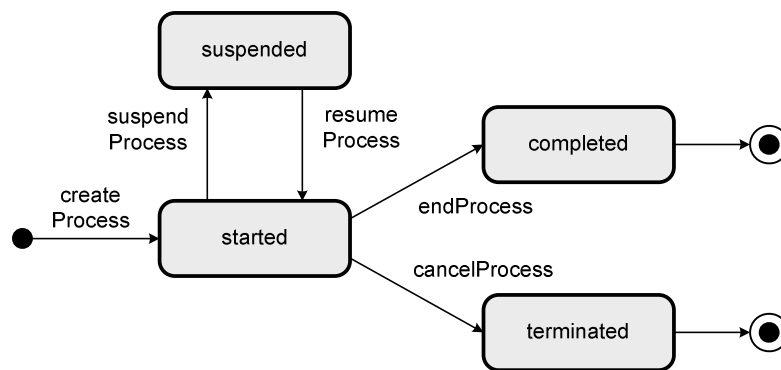 suspended
suspend
Process
resume
Process
completed
create
Process
started
endProcess
cancelProcess
terminated